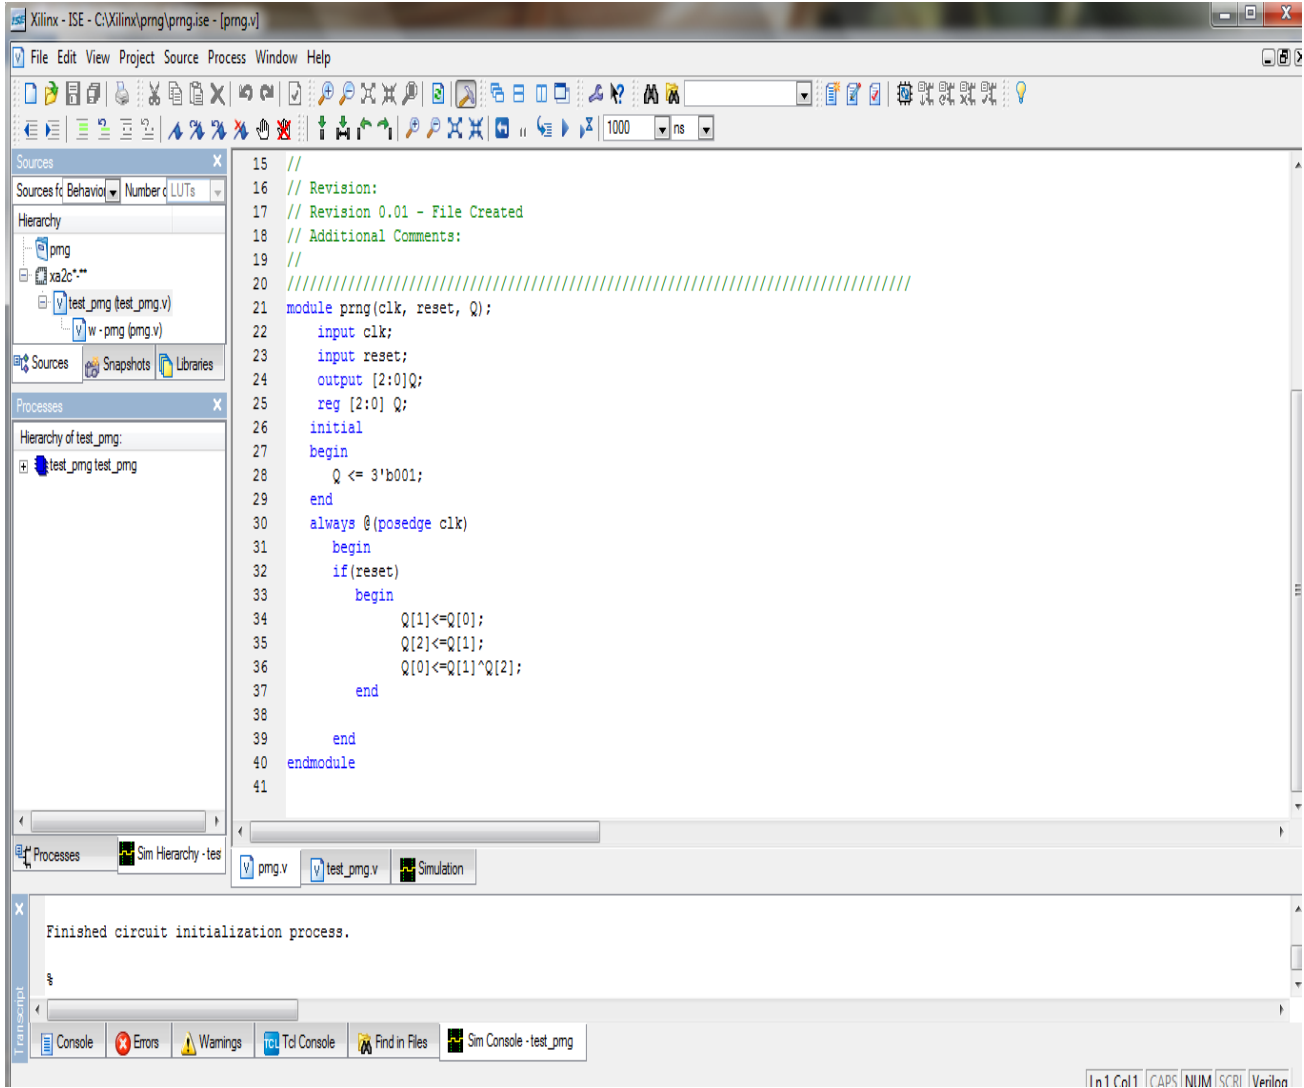 Xilinx - ISE - C:\Xilinx\prng\prng.ise - [prng.v]
File Edit View Project Source Process Window Help
1000 ns
Sources
Sources fo Behavior Number o LUTs
Hierarchy
prng
xa2c*-**
test_prng (test_prng.v)
w - prng (prng.v)
Sources Snapshots Libraries
Processes
Hierarchy of test_prng:
test_prng test_prng
Processes Sim Hierarchy - tes
15 //
16 // Revision:
17 // Revision 0.01 - File Created
18 // Additional Comments:
19 //
20 //////////////////////////////////////////////////////////////////////////////////
21 module prng(clk, reset, Q);
22 input clk;
23 input reset;
24 output [2:0]Q;
25 reg [2:0] Q;
26 initial
27 begin
28 Q <= 3'b001;
29 end
30 always @(posedge clk)
31 begin
32 if(reset)
33 begin
34 Q[1]<=Q[0];
35 Q[2]<=Q[1];
36 Q[0]<=Q[1]^Q[2];
37 end
38
39 end
40 endmodule
41
prng.v test_prng.v Simulation
Finished circuit initialization process.
%
Transcript
Console Errors Warnings TCL Tcl Console Find in Files Sim Console - test_prng
Ln 1 Col 1 CAPS NUM SCRL Verilog